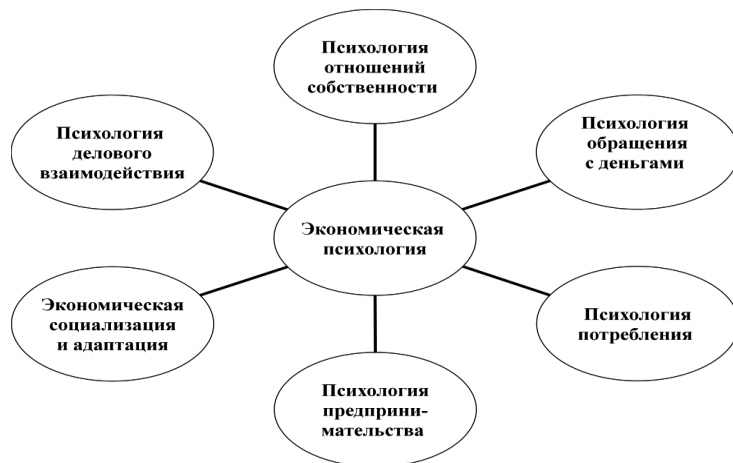 Психология
отношений
собственности
Психология
делового
взаимодействия
Психология
обращения
с деньгами
Экономическая
психология
Экономическая
социализация
и адаптация
Психология
потребления
Психология
предприни-
мательства